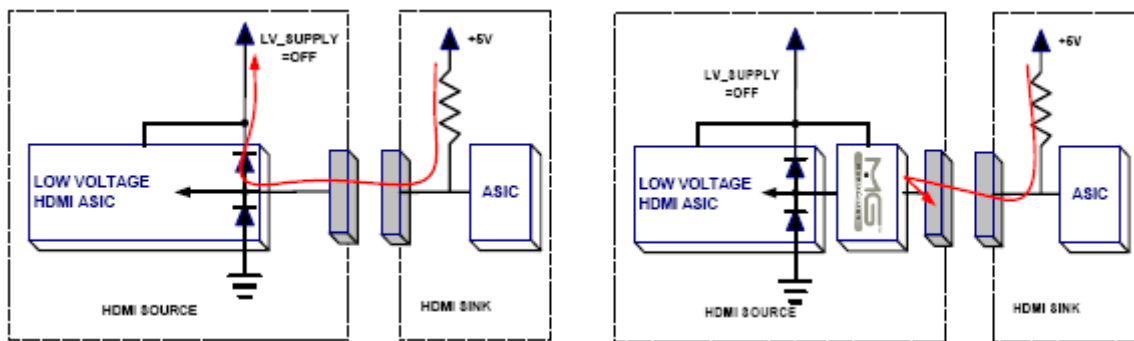 LV_SUPPLY
=OFF
+5V
LOW VOLTAGE
HDMI ASIC
ASIC
HDMI SOURCE
HDMI SINK
LV_SUPPLY
=OFF
+5V
LOW VOLTAGE
HDMI ASIC
MG
ASIC
HDMI SOURCE
HDMI SINK